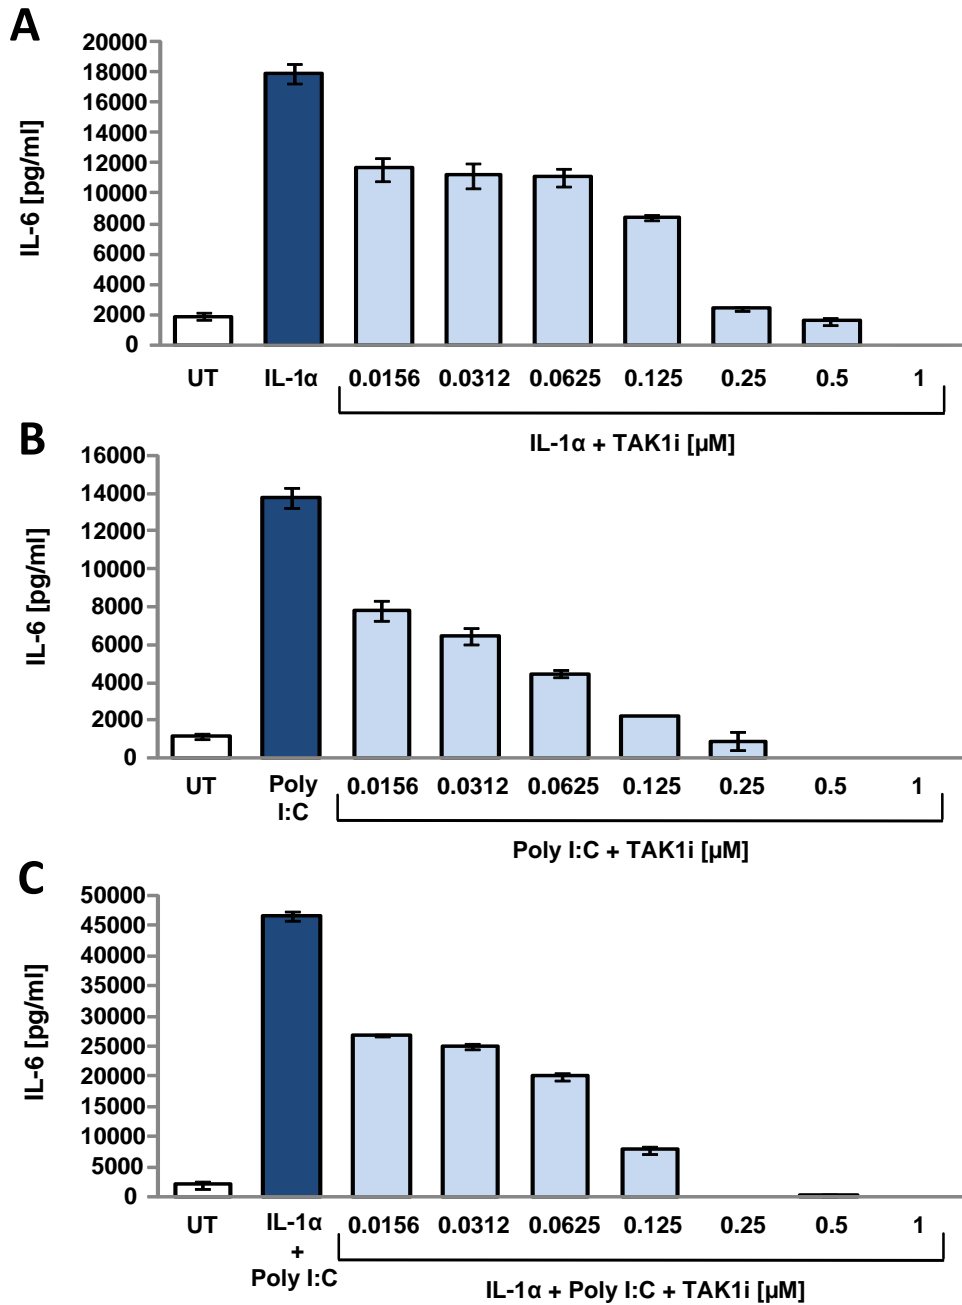 A
20000
18000
16000
14000
12000
10000
8000
6000
4000
2000
0
IL-6 [pg/ml]
UT IL-1α 0.0156 0.0312 0.0625 0.125 0.25 0.5 1
IL-1α + TAK1i [µM]
B
16000
14000
12000
10000
8000
6000
4000
2000
0
IL-6 [pg/ml]
UT Poly I:C 0.0156 0.0312 0.0625 0.125 0.25 0.5 1
Poly I:C + TAK1i [µM]
C
50000
45000
40000
35000
30000
25000
20000
15000
10000
5000
0
IL-6 [pg/ml]
UT IL-1α + Poly I:C 0.0156 0.0312 0.0625 0.125 0.25 0.5 1
IL-1α + Poly I:C + TAK1i [µM]